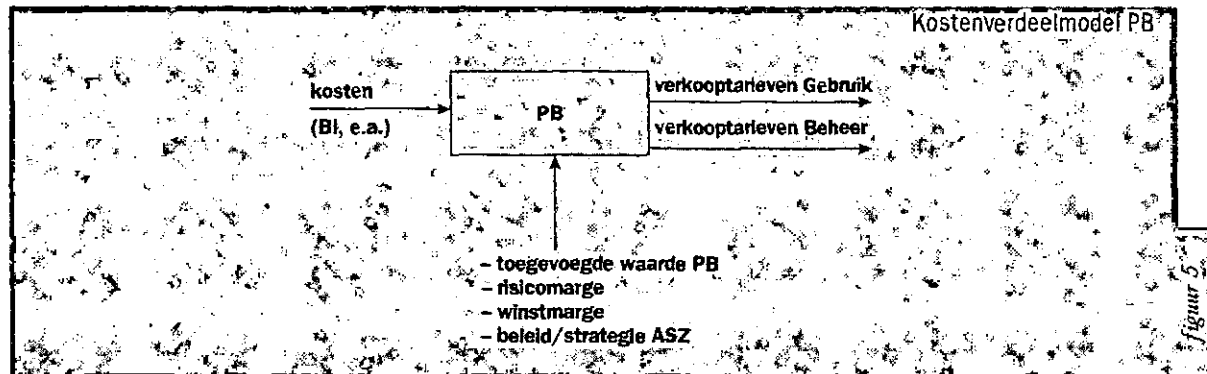 Kostenverdeelmodel PB
kosten
(BI, e.a.)
PB
verkooptarieven Gebruik
verkooptarieven Beheer
– toegevoegde waarde PB
– risicomarge
– winstmarge
– beleid/strategie ASZ
figuur 5